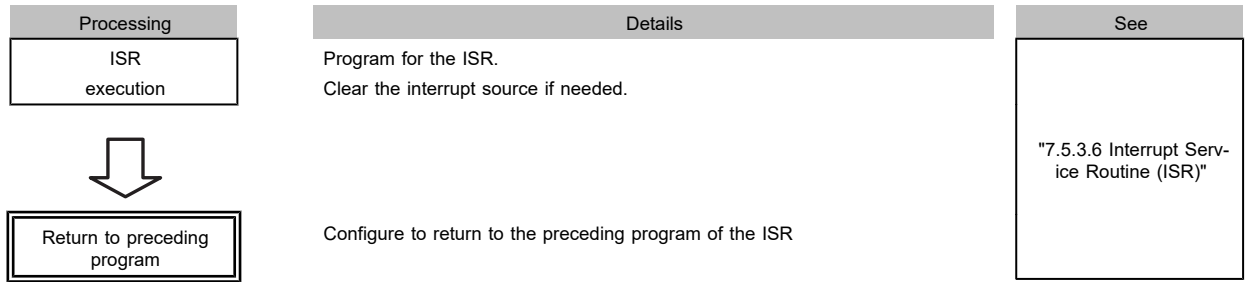 Processing
Details
See
ISR
execution
Program for the ISR.
Clear the interrupt source if needed.
"7.5.3.6 Interrupt Serv-
ice Routine (ISR)"
Return to preceding
program
Configure to return to the preceding program of the ISR